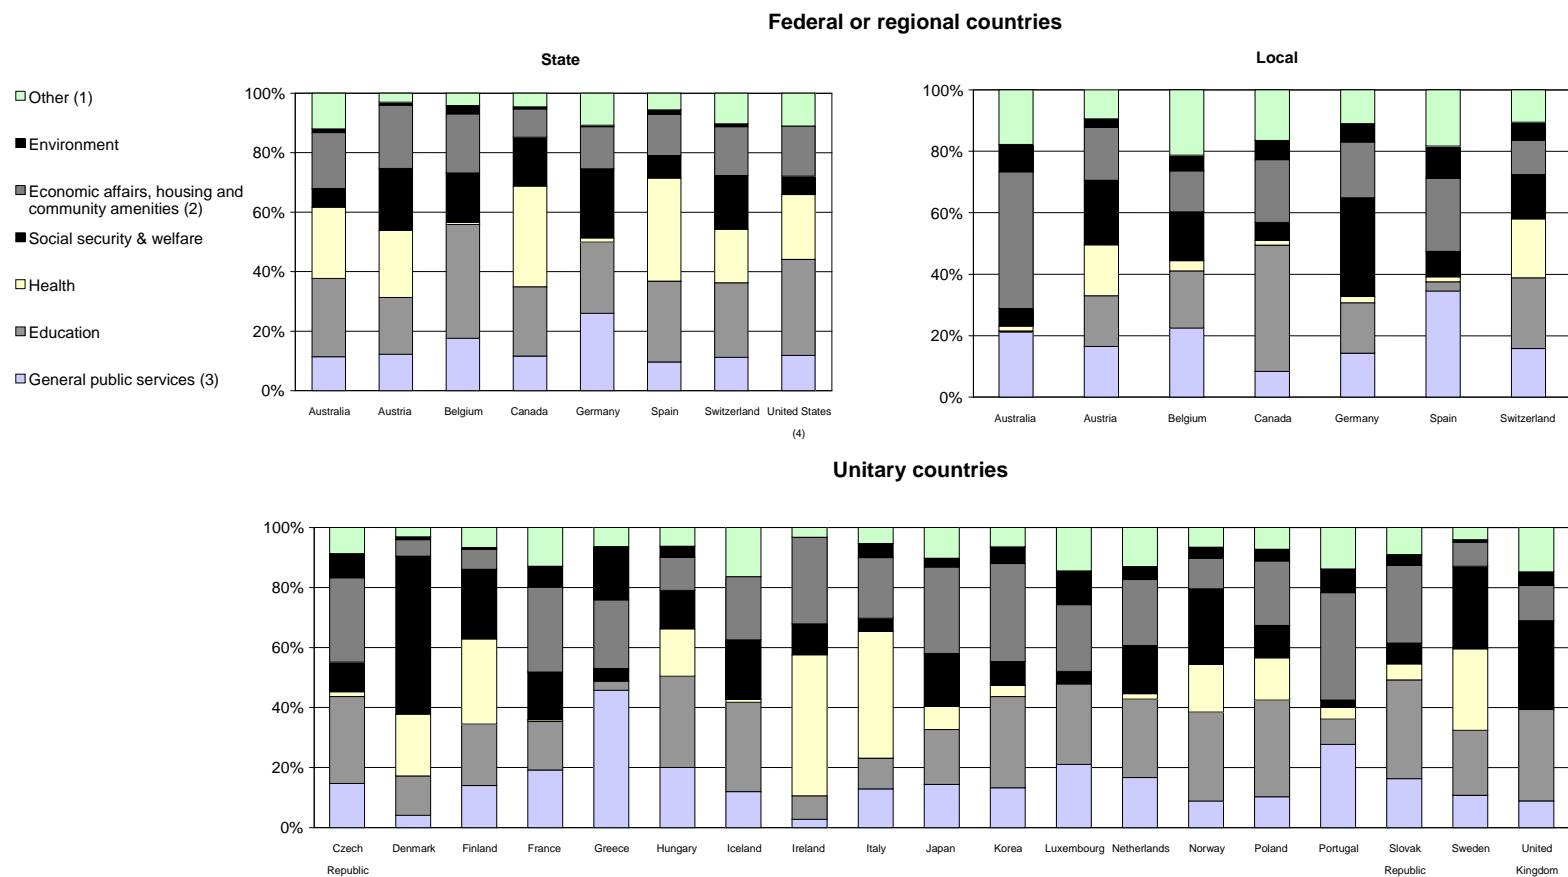 Federal or regional countries
State
Local
Other (1)
Environment
Economic affairs, housing and
community amenities (2)
Social security & welfare
Health
Education
General public services (3)
100%
80%
60%
40%
20%
0%
Australia Austria Belgium Canada Germany Spain Switzerland United States
(4)
100%
80%
60%
40%
20%
0%
Australia Austria Belgium Canada Germany Spain Switzerland
Unitary countries
100%
80%
60%
40%
20%
0%
Czech Denmark Finland France Greece Hungary Iceland Ireland Italy Japan Korea Luxembourg Netherlands Norway Poland Portugal Slovak Sweden United
Republic Republic Kingdom